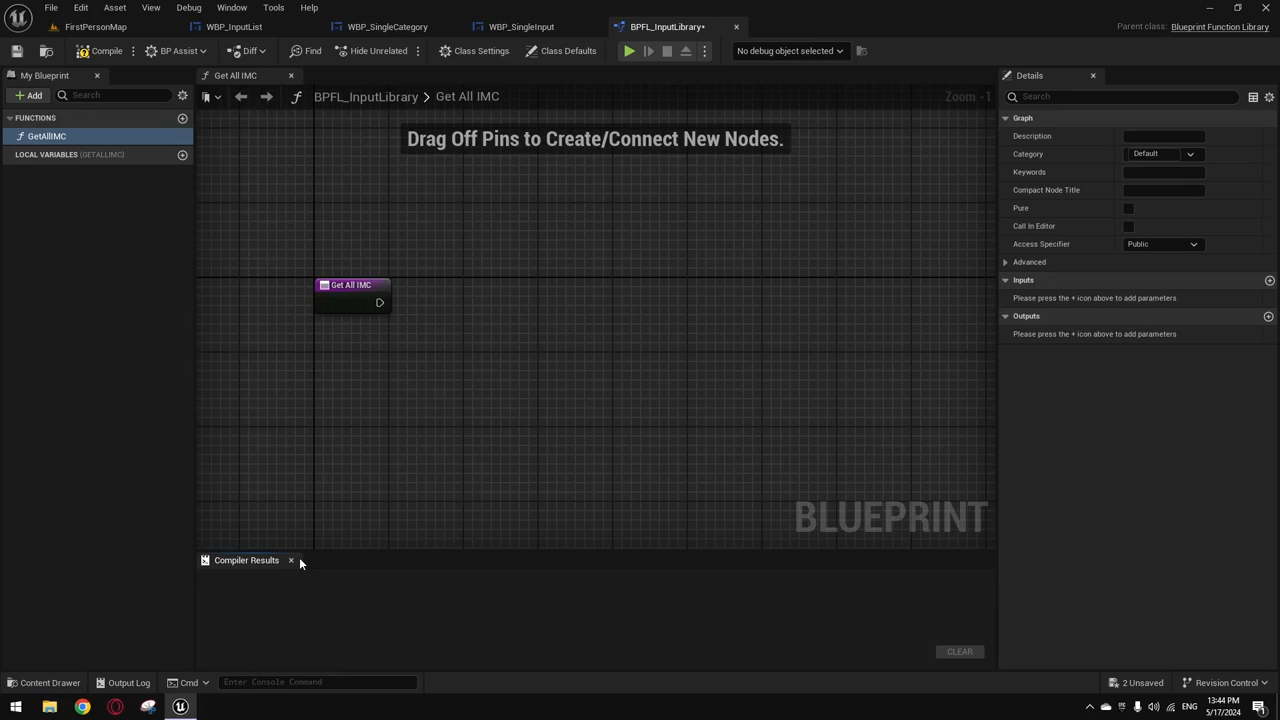 File Edit Asset View Debug Window Tools Help
FirstPersonMap WBP_InputList WBP_SingleCategory WBP_SingleInput BPFL_InputLibrary* Parent class: Blueprint Function Library
Compile BP Assist Diff Find Hide Unrelated Class Settings Class Defaults No debug object selected
My Blueprint
Add Search
FUNCTIONS
GetAllIMC
LOCAL VARIABLES (GETALLIMC)
Get All IMC
BPFL_InputLibrary > Get All IMC Zoom -1
Drag Off Pins to Create/Connect New Nodes.
Get All IMC
BLUEPRINT
Compiler Results
CLEAR
Details
Search
Graph
Description
Category Default
Keywords
Compact Node Title
Pure
Call In Editor
Access Specifier Public
Advanced
Inputs
Please press the + icon above to add parameters
Outputs
Please press the + icon above to add parameters
Content Drawer Output Log Cmd Enter Console Command 2 Unsaved Revision Control
ENG 13:44 PM
5/17/2024